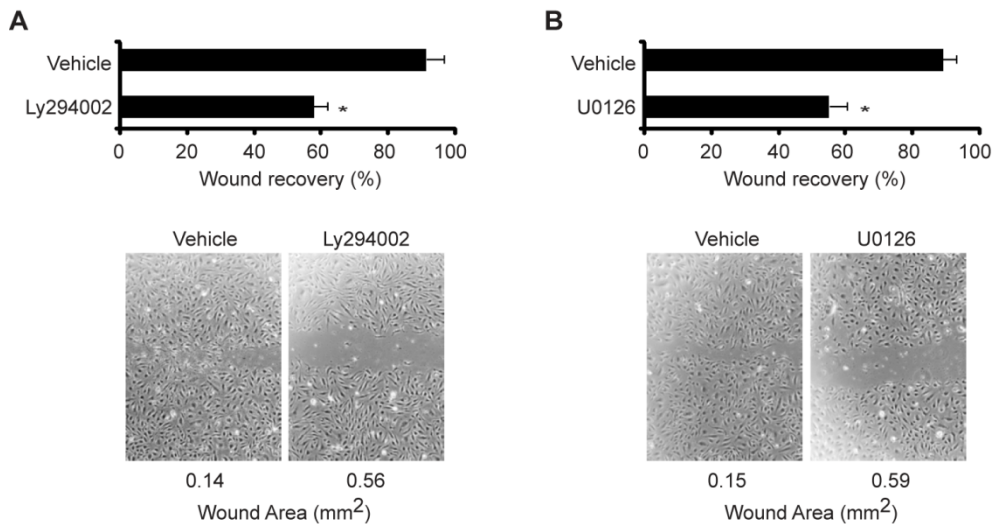 A
Vehicle
Ly294002
*
0 20 40 60 80 100
Wound recovery (%)
Vehicle Ly294002
0.14 0.56
Wound Area (mm²)
B
Vehicle
U0126
*
0 20 40 60 80 100
Wound recovery (%)
Vehicle U0126
0.15 0.59
Wound Area (mm²)